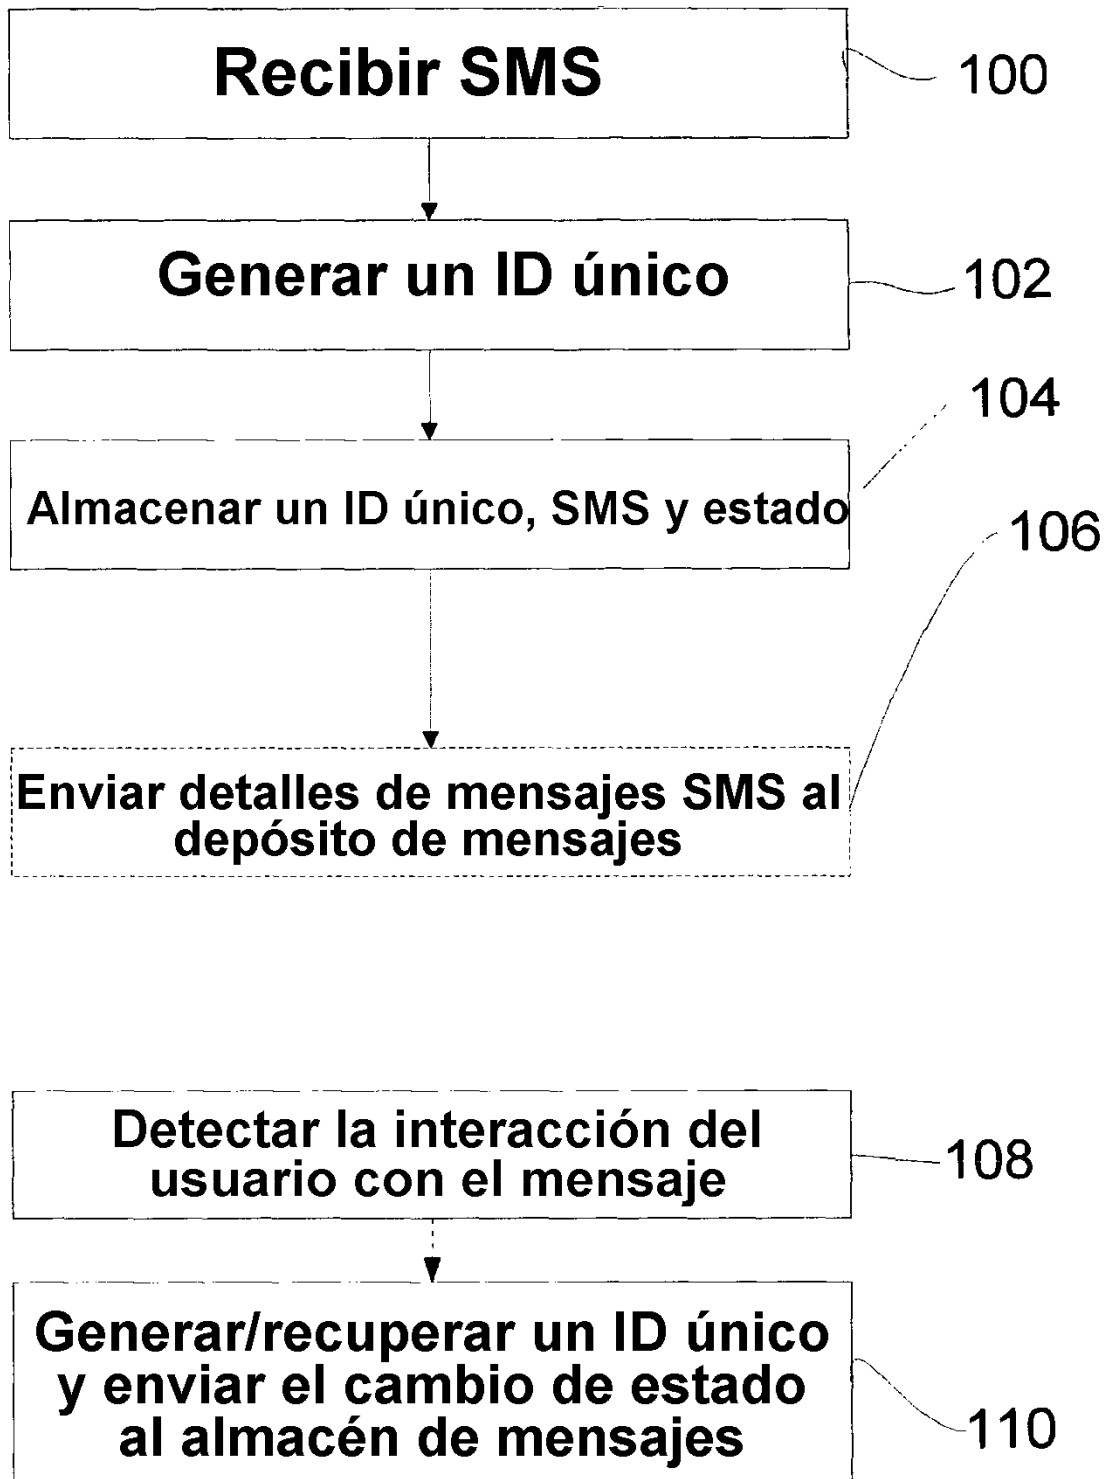 Recibir SMS
100
Generar un ID único
102
104
Almacenar un ID único, SMS y estado
106
Enviar detalles de mensajes SMS al
depósito de mensajes
Detectar la interacción del
usuario con el mensaje
108
Generar/recuperar un ID único
y enviar el cambio de estado
al almacén de mensajes
110